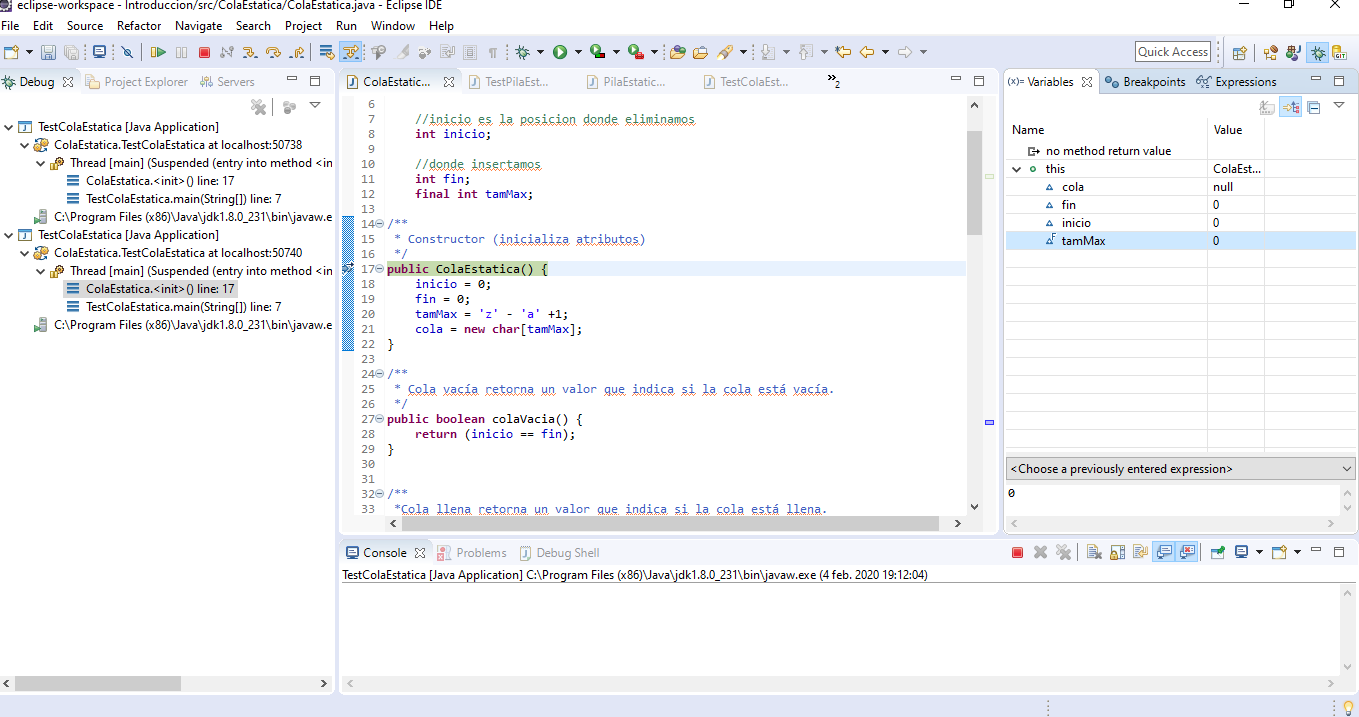 eclipse-workspace - Introduccion/src/ColaEstatica/ColaEstatica.java - Eclipse IDE
File Edit Source Refactor Navigate Search Project Run Window Help
Quick Access
Debug Project Explorer Servers
TestColaEstatica [Java Application]
ColaEstatica.TestColaEstatica at localhost:50738
Thread [main] (Suspended (entry into method <in
ColaEstatica.<init>() line: 17
TestColaEstatica.main(String[]) line: 7
C:\Program Files (x86)\Java\jdk1.8.0_231\bin\javaw.e
TestColaEstatica [Java Application]
ColaEstatica.TestColaEstatica at localhost:50740
Thread [main] (Suspended (entry into method <in
ColaEstatica.<init>() line: 17
TestColaEstatica.main(String[]) line: 7
C:\Program Files (x86)\Java\jdk1.8.0_231\bin\javaw.e
ColaEstatic... TestPilaEst... PilaEstatic... TestColaEst... »2
6
7 //inicio es la posicion donde eliminamos
8 int inicio;
9
10 //donde insertamos
11 int fin;
12 final int tamMax;
13
14 /**
15 * Constructor (inicializa atributos)
16 */
17 public ColaEstatica() {
18 inicio = 0;
19 fin = 0;
20 tamMax = 'z' - 'a' +1;
21 cola = new char[tamMax];
22 }
23
24 /**
25 * Cola vacía retorna un valor que indica si la cola está vacía.
26 */
27 public boolean colaVacia() {
28 return (inicio == fin);
29 }
30
31
32 /**
33 *Cola llena retorna un valor que indica si la cola está llena.
(x)= Variables Breakpoints Expressions
Name Value
no method return value
this ColaEst...
cola null
fin 0
inicio 0
tamMax 0
<Choose a previously entered expression>
0
Console Problems Debug Shell
TestColaEstatica [Java Application] C:\Program Files (x86)\Java\jdk1.8.0_231\bin\javaw.exe (4 feb. 2020 19:12:04)